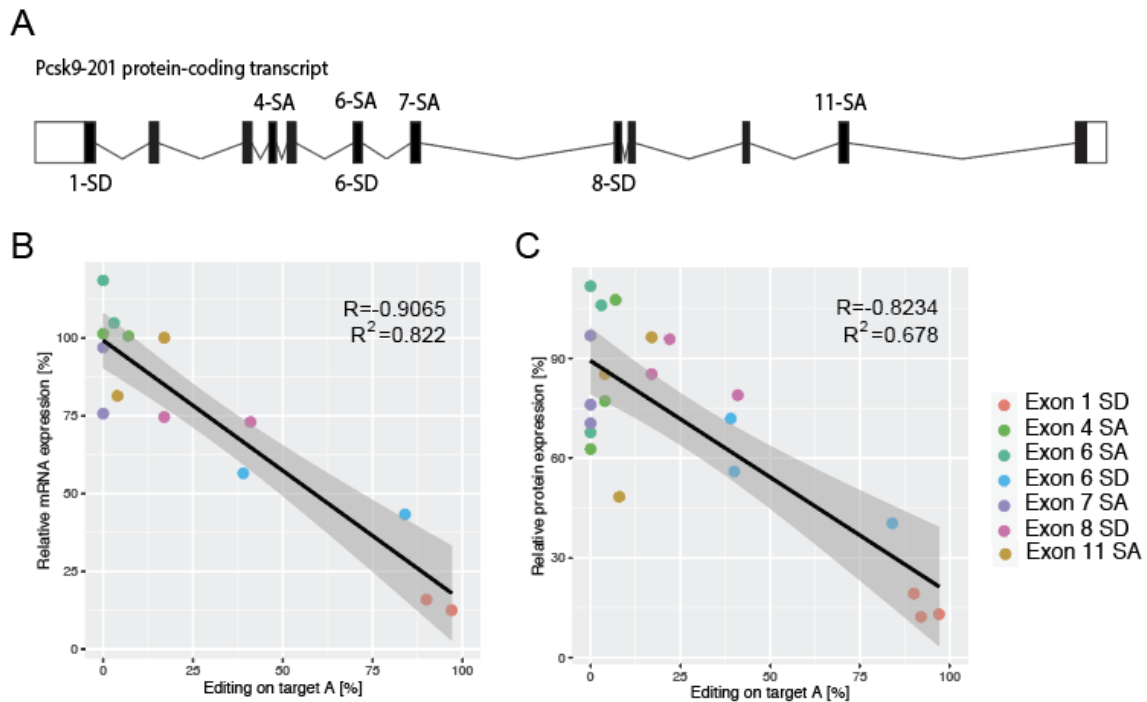 A
Pcsk9-201 protein-coding transcript
4-SA 6-SA 7-SA 11-SA
1-SD 6-SD 8-SD
B
R=-0.9065
R²=0.822
Relative mRNA expression [%]
100
75
50
25
0
0 25 50 75 100
Editing on target A [%]
C
R=-0.8234
R²=0.678
Relative protein expression [%]
90
60
30
0
0 25 50 75 100
Editing on target A [%]
Exon 1 SD
Exon 4 SA
Exon 6 SA
Exon 6 SD
Exon 7 SA
Exon 8 SD
Exon 11 SA